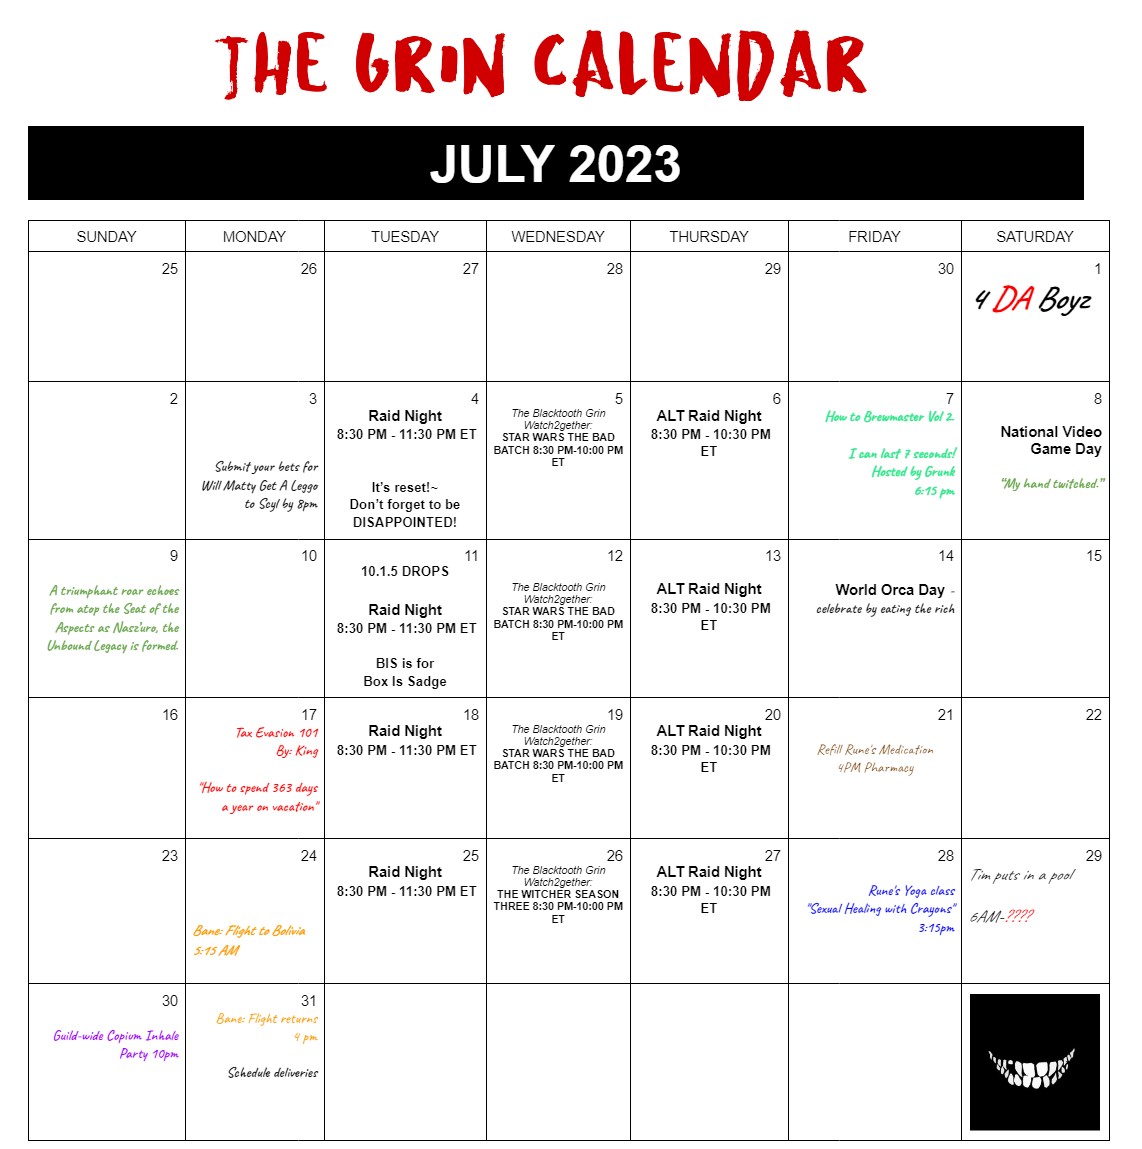 THE GRIN CALENDAR
JULY 2023
SUNDAY
MONDAY
TUESDAY
WEDNESDAY
THURSDAY
FRIDAY
SATURDAY
25
26
27
28
29
30
1
4 DA Boyz
2
3
Submit your bets for
Will Matty Get A Leggo
to Scyl by 8pm
4
Raid Night
8:30 PM - 11:30 PM ET
It's reset!~
Don't forget to be
DISAPPOINTED!
5
The Blacktooth Grin
Watch2gether:
STAR WARS THE BAD
BATCH 8:30 PM-10:00 PM
ET
6
ALT Raid Night
8:30 PM - 10:30 PM
ET
7
How to Brewmaster Vol 2.
I can last 7 seconds!
Hosted by Grunk
6:15 pm
8
National Video
Game Day
"My hand twitched."
9
A triumphant roar echoes
from atop the Seat of the
Aspects as Nasz'uro, the
Unbound Legacy is formed.
10
11
10.1.5 DROPS
Raid Night
8:30 PM - 11:30 PM ET
BIS is for
Box Is Sadge
12
The Blacktooth Grin
Watch2gether:
STAR WARS THE BAD
BATCH 8:30 PM-10:00 PM
ET
13
ALT Raid Night
8:30 PM - 10:30 PM
ET
14
World Orca Day -
celebrate by eating the rich
15
16
17
Tax Evasion 101
By: King
"How to spend 363 days
a year on vacation"
18
Raid Night
8:30 PM - 11:30 PM ET
19
The Blacktooth Grin
Watch2gether:
STAR WARS THE BAD
BATCH 8:30 PM-10:00 PM
ET
20
ALT Raid Night
8:30 PM - 10:30 PM
ET
21
Refill Rune's Medication
4PM Pharmacy
22
23
24
Bane: Flight to Bolivia
5:15 AM
25
Raid Night
8:30 PM - 11:30 PM ET
26
The Blacktooth Grin
Watch2gether:
THE WITCHER SEASON
THREE 8:30 PM-10:00 PM
ET
27
ALT Raid Night
8:30 PM - 10:30 PM
ET
28
Rune's Yoga class
"Sexual Healing with Crayons"
3:15pm
29
Tim puts in a pool
6AM-????
30
Guild-wide Copium Inhale
Party 10pm
31
Bane: Flight returns
4 pm
Schedule deliveries